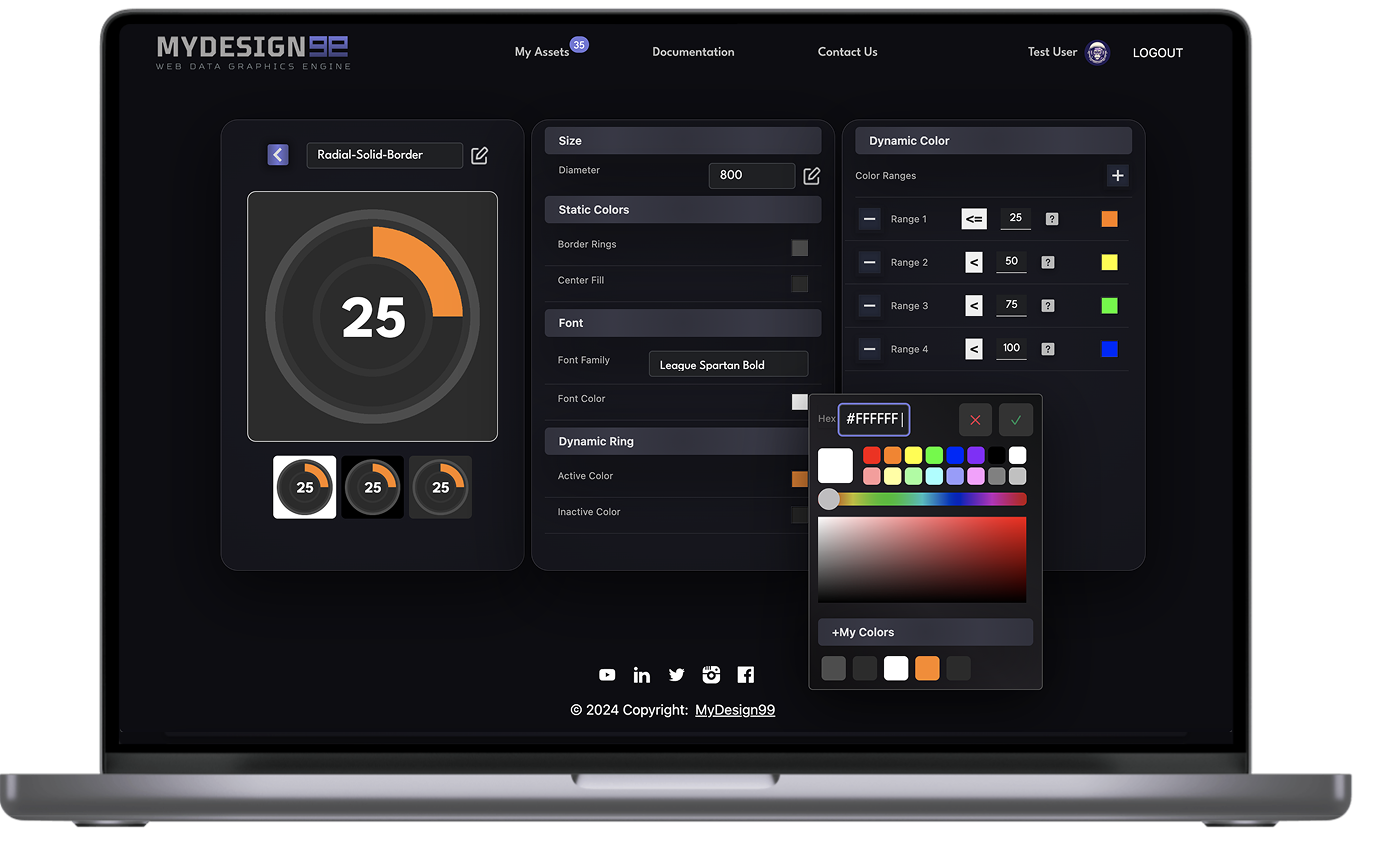 MYDESIGN99
WEB DATA GRAPHICS ENGINE
My Assets 35
Documentation
Contact Us
Test User
LOGOUT
Radial-Solid-Border
25
25
25
25
Size
Diameter
800
Static Colors
Border Rings
Center Fill
Font
Font Family
League Spartan Bold
Font Color
Dynamic Ring
Active Color
Inactive Color
Dynamic Color
Color Ranges
+
Range 1 <= 25 ?
Range 2 < 50 ?
Range 3 < 75 ?
Range 4 < 100 ?
Hex #FFFFFF
+My Colors
© 2024 Copyright: MyDesign99